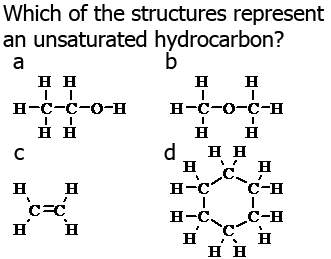 Which of the structures represent
an unsaturated hydrocarbon?
a b
H H H H
H-C-C-O-H H-C-O-C-H
H H H H
c d
H H
H H H H
C
H-C C-H
C=C
H-C C-H
C
H H H H
H H